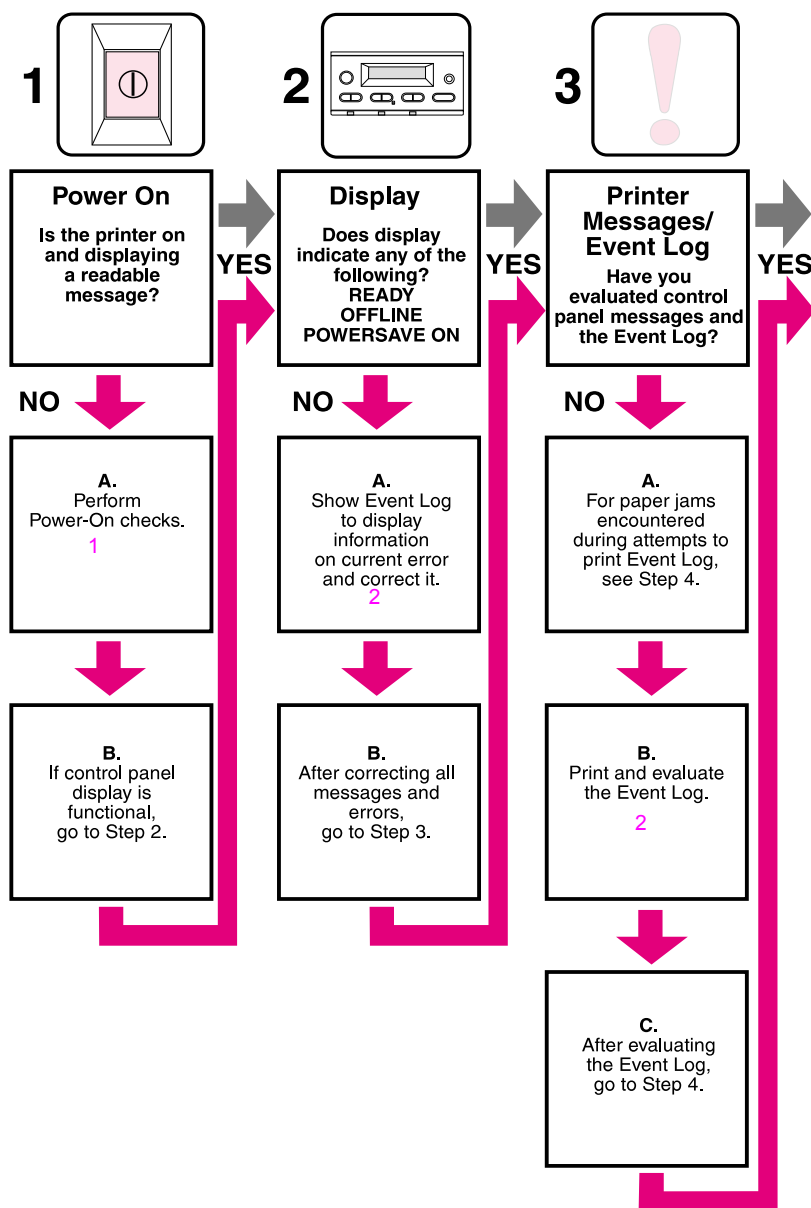 1
2
3
Power On
Is the printer on
and displaying
a readable
message?
YES
NO
A.
Perform
Power-On checks.
1
B.
If control panel
display is
functional,
go to Step 2.
Display
Does display
indicate any of the
following?
READY
OFFLINE
POWERSAVE ON
YES
NO
A.
Show Event Log
to display
information
on current error
and correct it.
2
B.
After correcting all
messages and
errors,
go to Step 3.
Printer
Messages/
Event Log
Have you
evaluated control
panel messages and
the Event Log?
YES
NO
A.
For paper jams
encountered
during attempts to
print Event Log,
see Step 4.
B.
Print and evaluate
the Event Log.
2
C.
After evaluating
the Event Log,
go to Step 4.